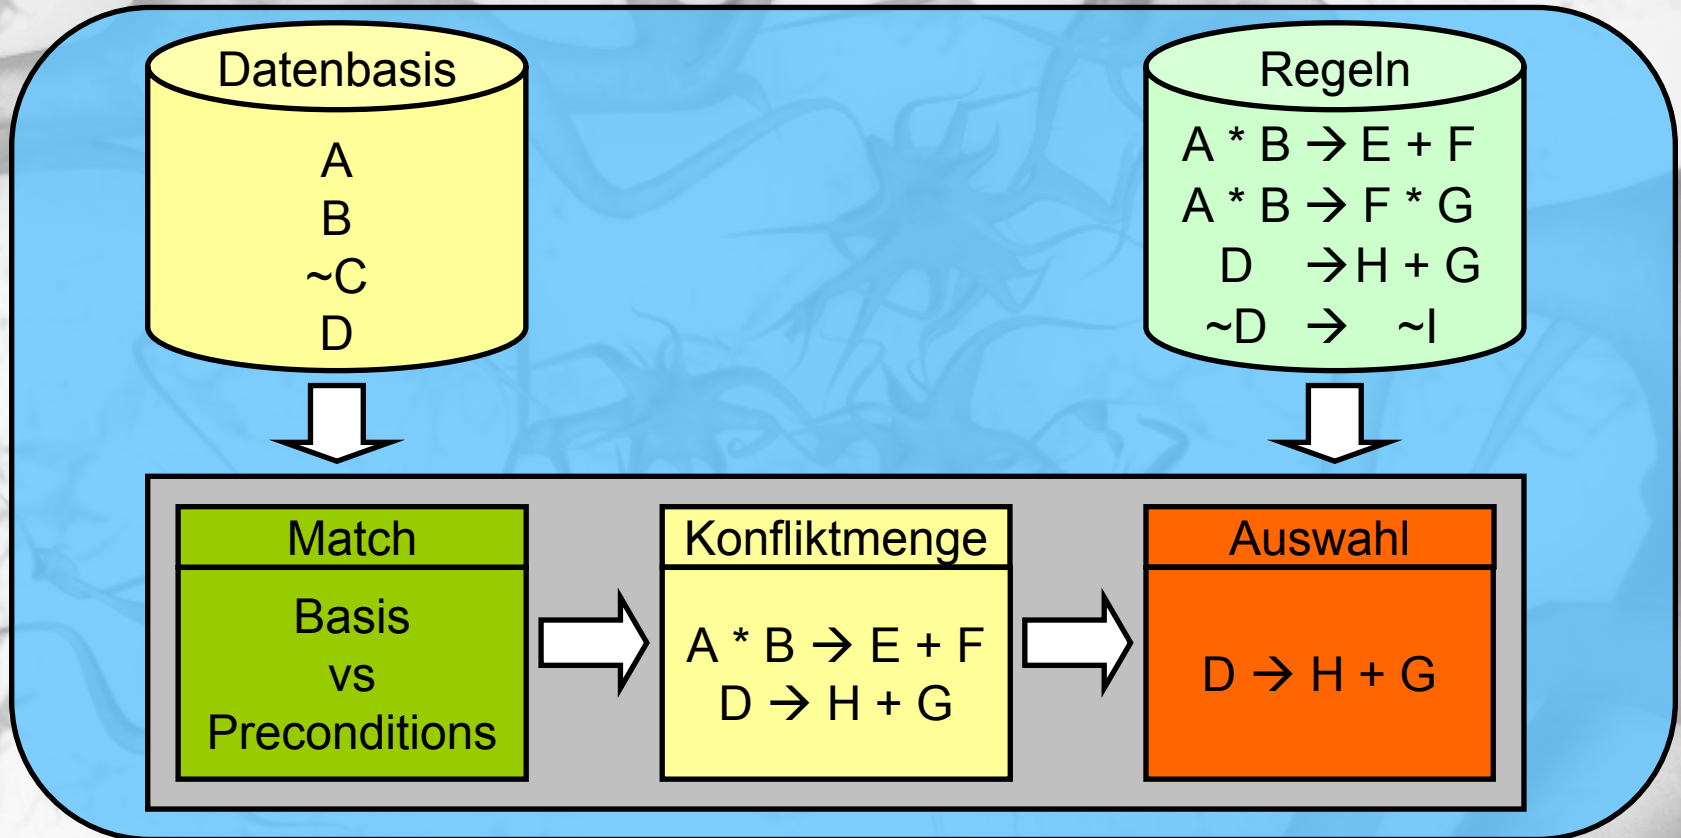 Datenbasis
A
B
~C
D
Regeln
A * B → E + F
A * B → F * G
D → H + G
~D → ~I
Match
Basis
vs
Preconditions
Konfliktmenge
A * B → E + F
D → H + G
Auswahl
D → H + G